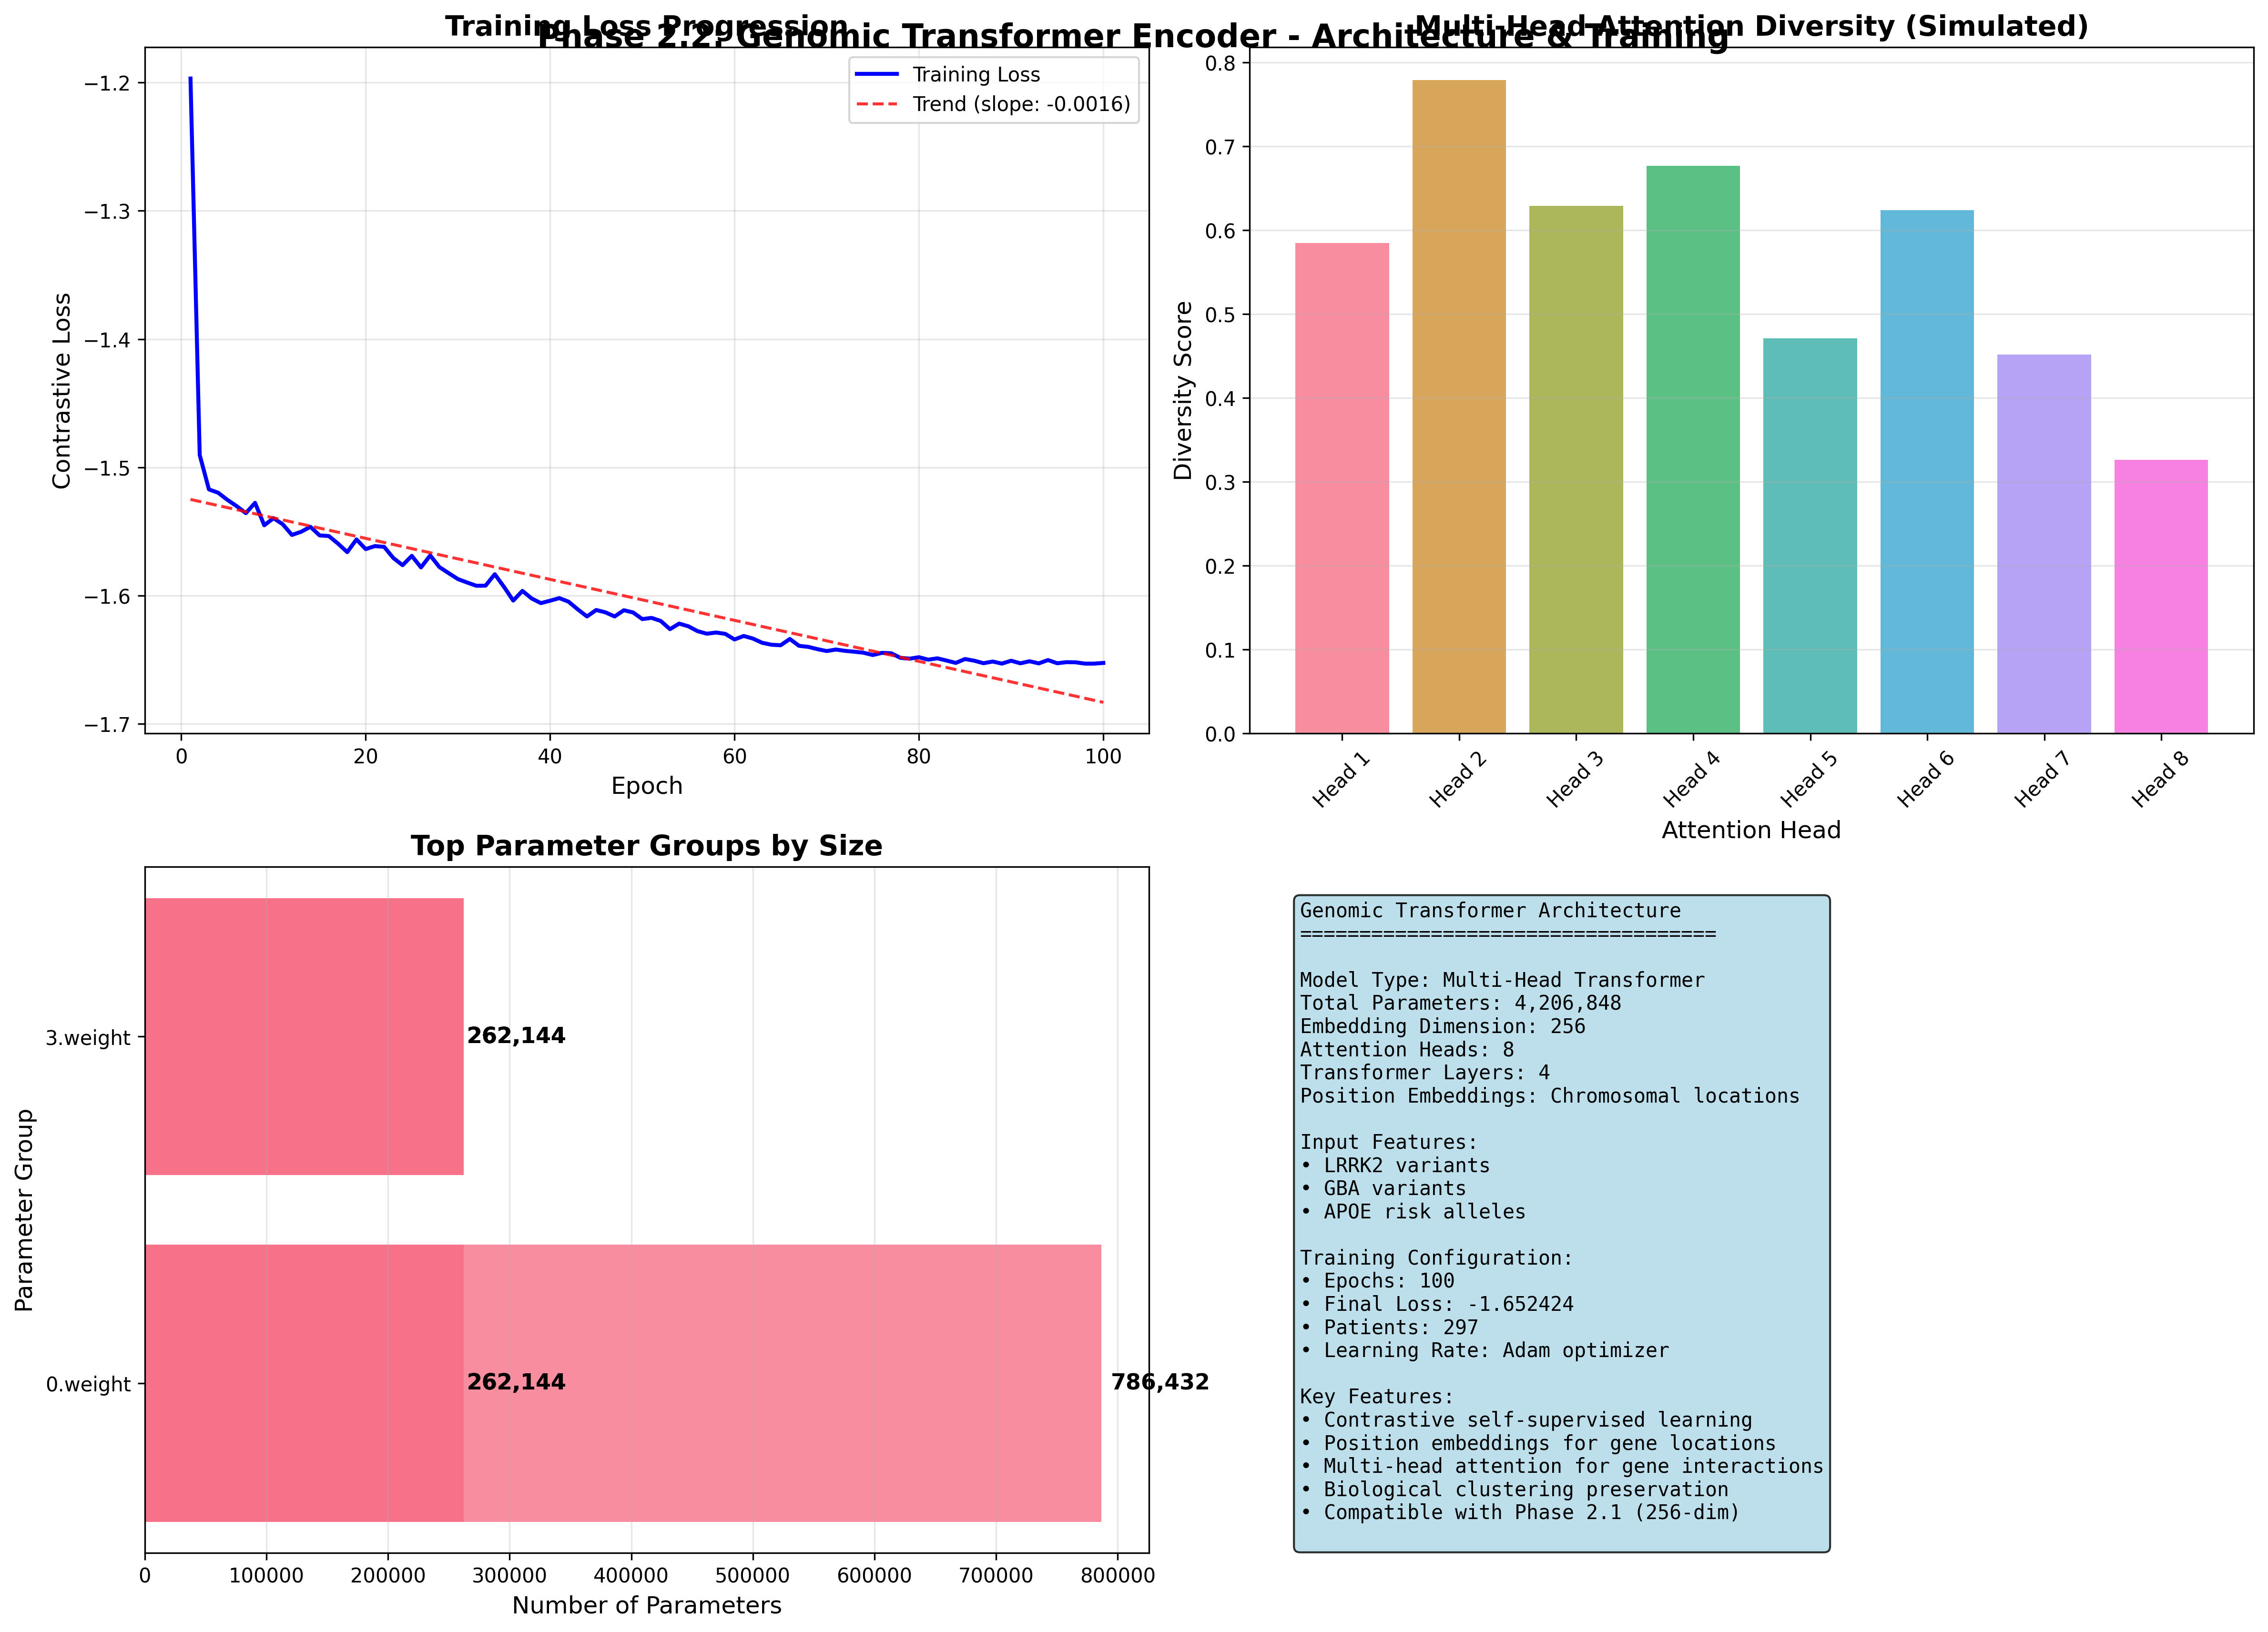 Phase 2.2: Genomic Transformer Encoder - Architecture & Training
Training Loss Progression
−1.2
−1.3
−1.4
−1.5
−1.6
−1.7
Contrastive Loss
Training Loss
Trend (slope: -0.0016)
0 20 40 60 80 100
Epoch
Multi-Head Attention Diversity (Simulated)
0.8
0.7
0.6
0.5
0.4
0.3
0.2
0.1
0.0
Diversity Score
Head 1 Head 2 Head 3 Head 4 Head 5 Head 6 Head 7 Head 8
Attention Head
Top Parameter Groups by Size
Parameter Group
3.weight
262,144
0.weight
262,144
786,432
0 100000 200000 300000 400000 500000 600000 700000 800000
Number of Parameters
Genomic Transformer Architecture
===================================
Model Type: Multi-Head Transformer
Total Parameters: 4,206,848
Embedding Dimension: 256
Attention Heads: 8
Transformer Layers: 4
Position Embeddings: Chromosomal locations
Input Features:
• LRRK2 variants
• GBA variants
• APOE risk alleles
Training Configuration:
• Epochs: 100
• Final Loss: -1.652424
• Patients: 297
• Learning Rate: Adam optimizer
Key Features:
• Contrastive self-supervised learning
• Position embeddings for gene locations
• Multi-head attention for gene interactions
• Biological clustering preservation
• Compatible with Phase 2.1 (256-dim)